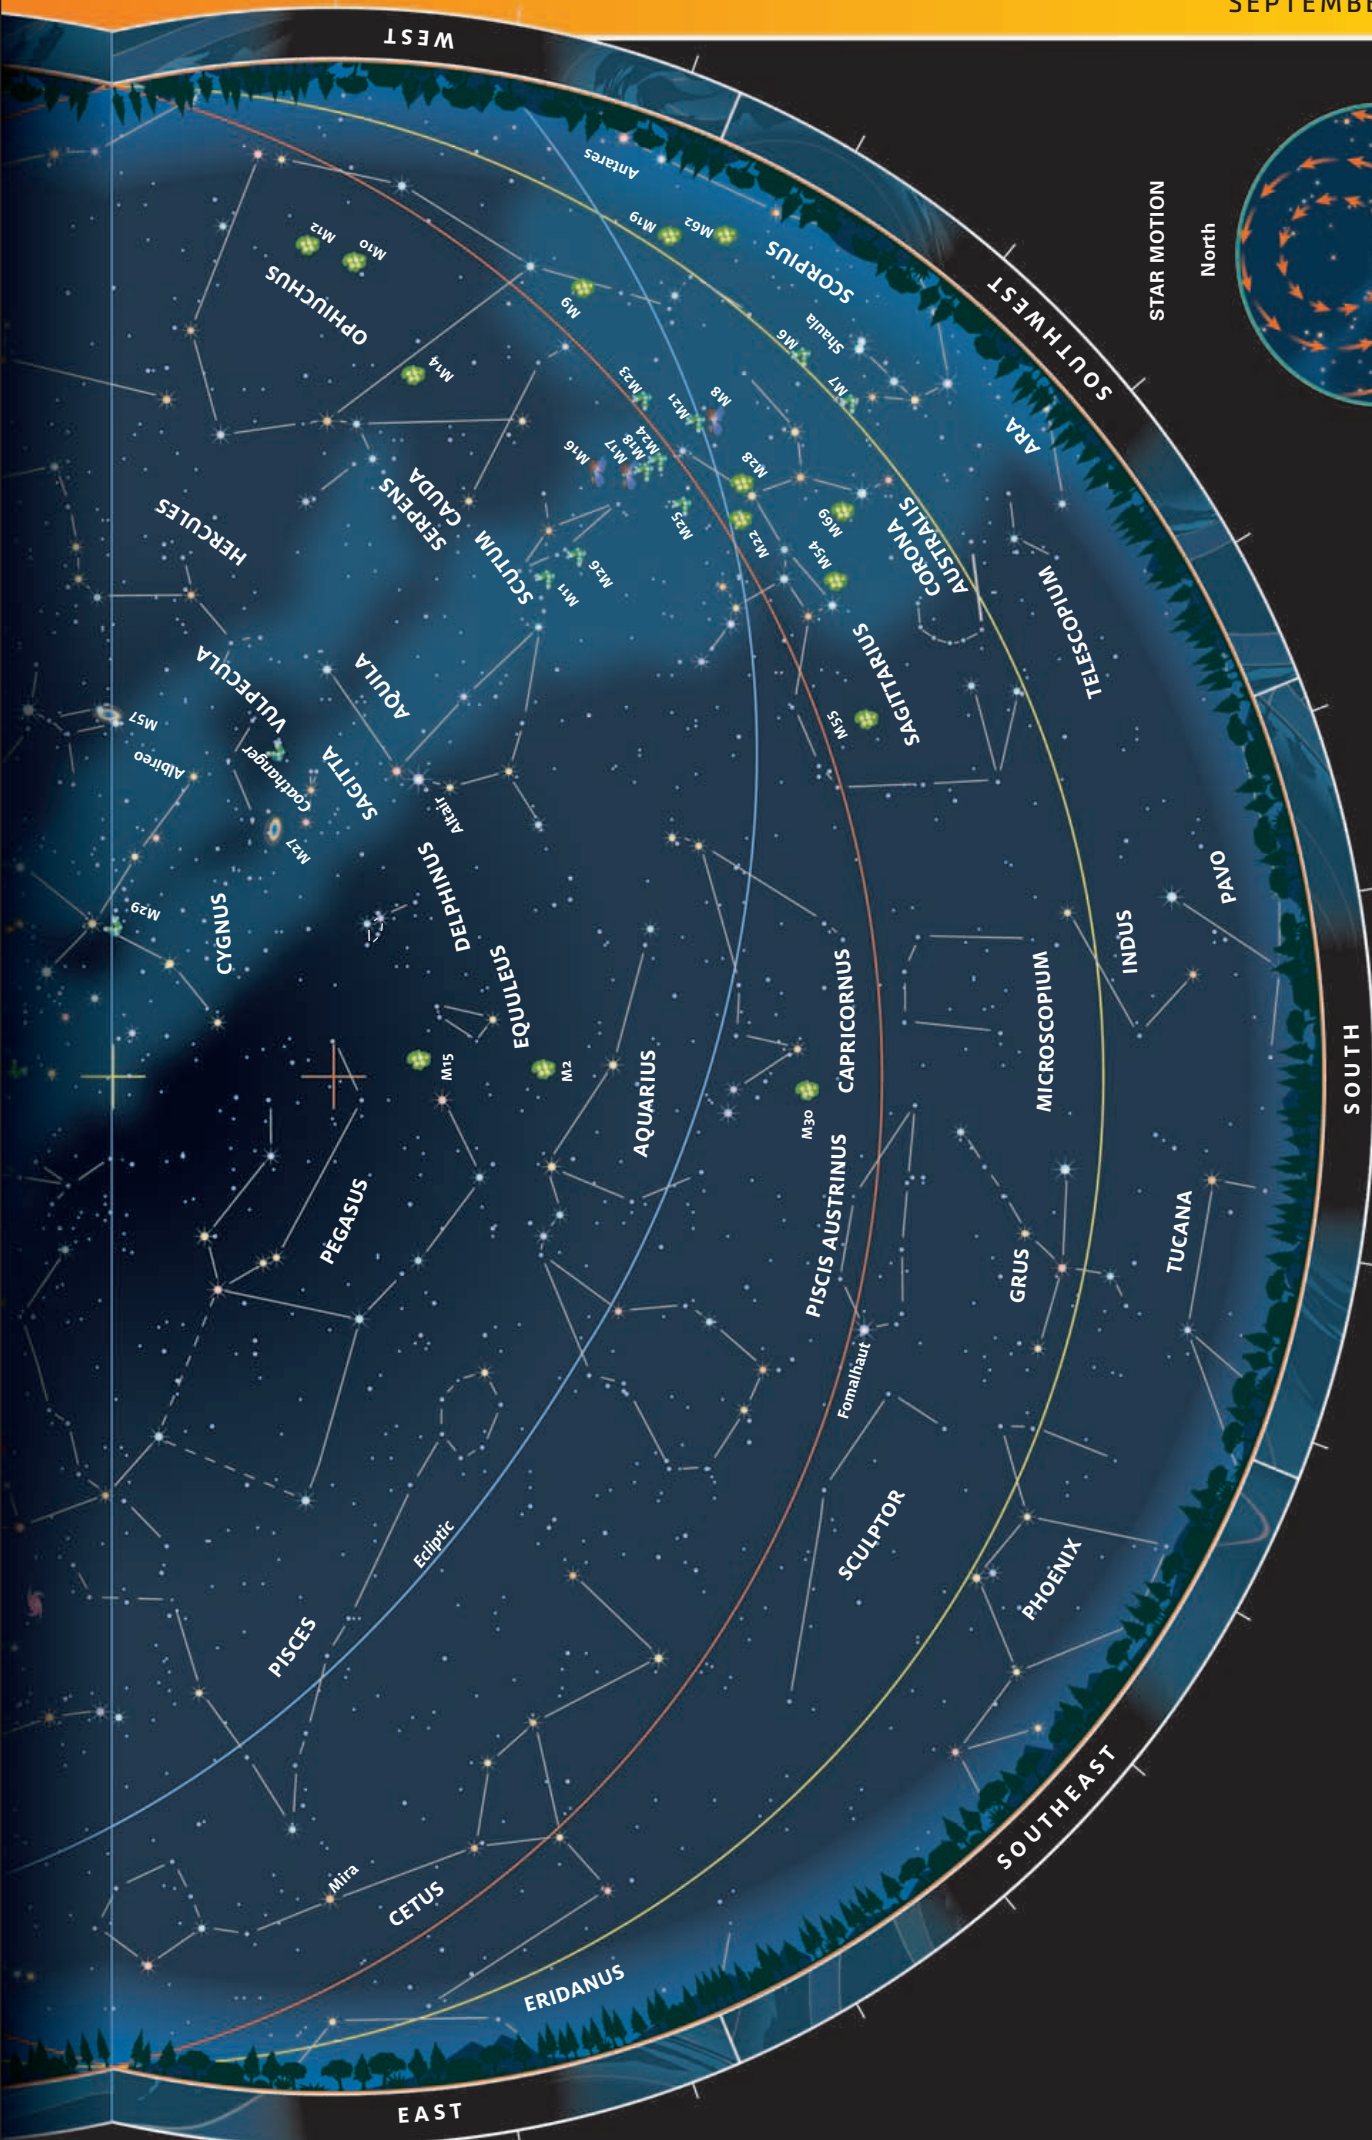 SEPTEMBE
WEST
SOUTHWEST
SOUTH
SOUTHEAST
EAST
STAR MOTION
North
Antares
M19
M62
SCORPIUS
M12
M10
OPHIUCHUS
M9
M14
Shaula
M6
M7
ARA
M23
M21
M8
M24
M18
M17
M16
M25
M28
M22
M69
M54
CORONA
AUSTRALIS
TELESCOPIUM
SERPENS
CAUDA
HERCULES
SCUTUM
M26
M11
SAGITTARIUS
M55
VULPECULA
AQUILA
M57
Albireo
Coathanger
SAGITTA
Altair
M27
M29
CYGNUS
DELPHINUS
EQUULEUS
PAVO
INDUS
MICROSCOPIUM
CAPRICORNUS
M15
M2
AQUARIUS
M30
PISCIS AUSTRINUS
PEGASUS
GRUS
TUCANA
Fomalhaut
SCULPTOR
PHOENIX
Ecliptic
PISCES
Mira
CETUS
ERIDANUS